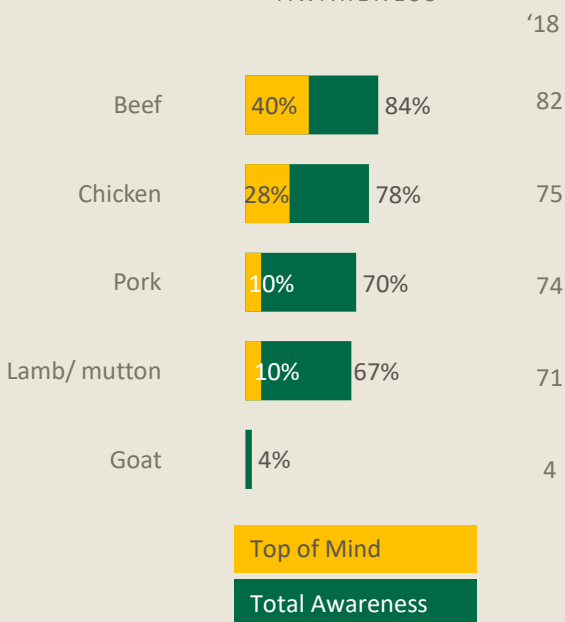 ‘18
Beef 40% 84% 82
Chicken 28% 78% 75
Pork 10% 70% 74
Lamb/ mutton 10% 67% 71
Goat 4% 4
Top of Mind
Total Awareness